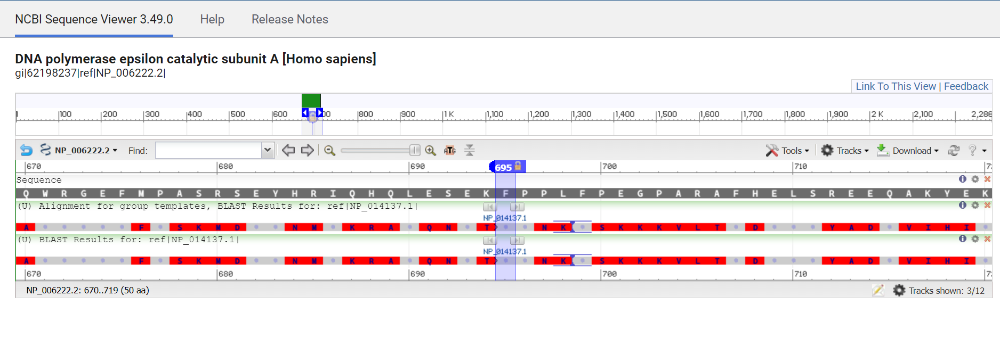 NCBI Sequence Viewer 3.49.0 Help Release Notes
DNA polymerase epsilon catalytic subunit A [Homo sapiens]
gi|62198237|ref|NP_006222.2|
Link To This View | Feedback
100 200 300 400 500 600 00 800 900 1 K 1,100 1,200 1,300 1,400 1,500 1,600 1,700 1,800 1,900 2 K 2,100 2,286
NP_006222.2 Find: ATG Tools Tracks Download ?
670 680 690 695 700 710 7
Sequence
Q W R G E F M P A S R S E Y H R I Q H Q L E S E K F P P L F P E G P A R A F H E L S R E E Q A K Y E K
(U) Alignment for group templates, BLAST Results for: ref|NP_014137.1|
NP_014137.1
A F S K M D N M K R A Q N T N K S K K K V L T D Y A D V I H I
(U) BLAST Results for: ref|NP_014137.1|
NP_014137.1
A F S K M D N M K R A Q N T N K S K K K V L T D Y A D V I H I
670 680 690 700 710 7
NP_006222.2: 670..719 (50 aa) Tracks shown: 3/12